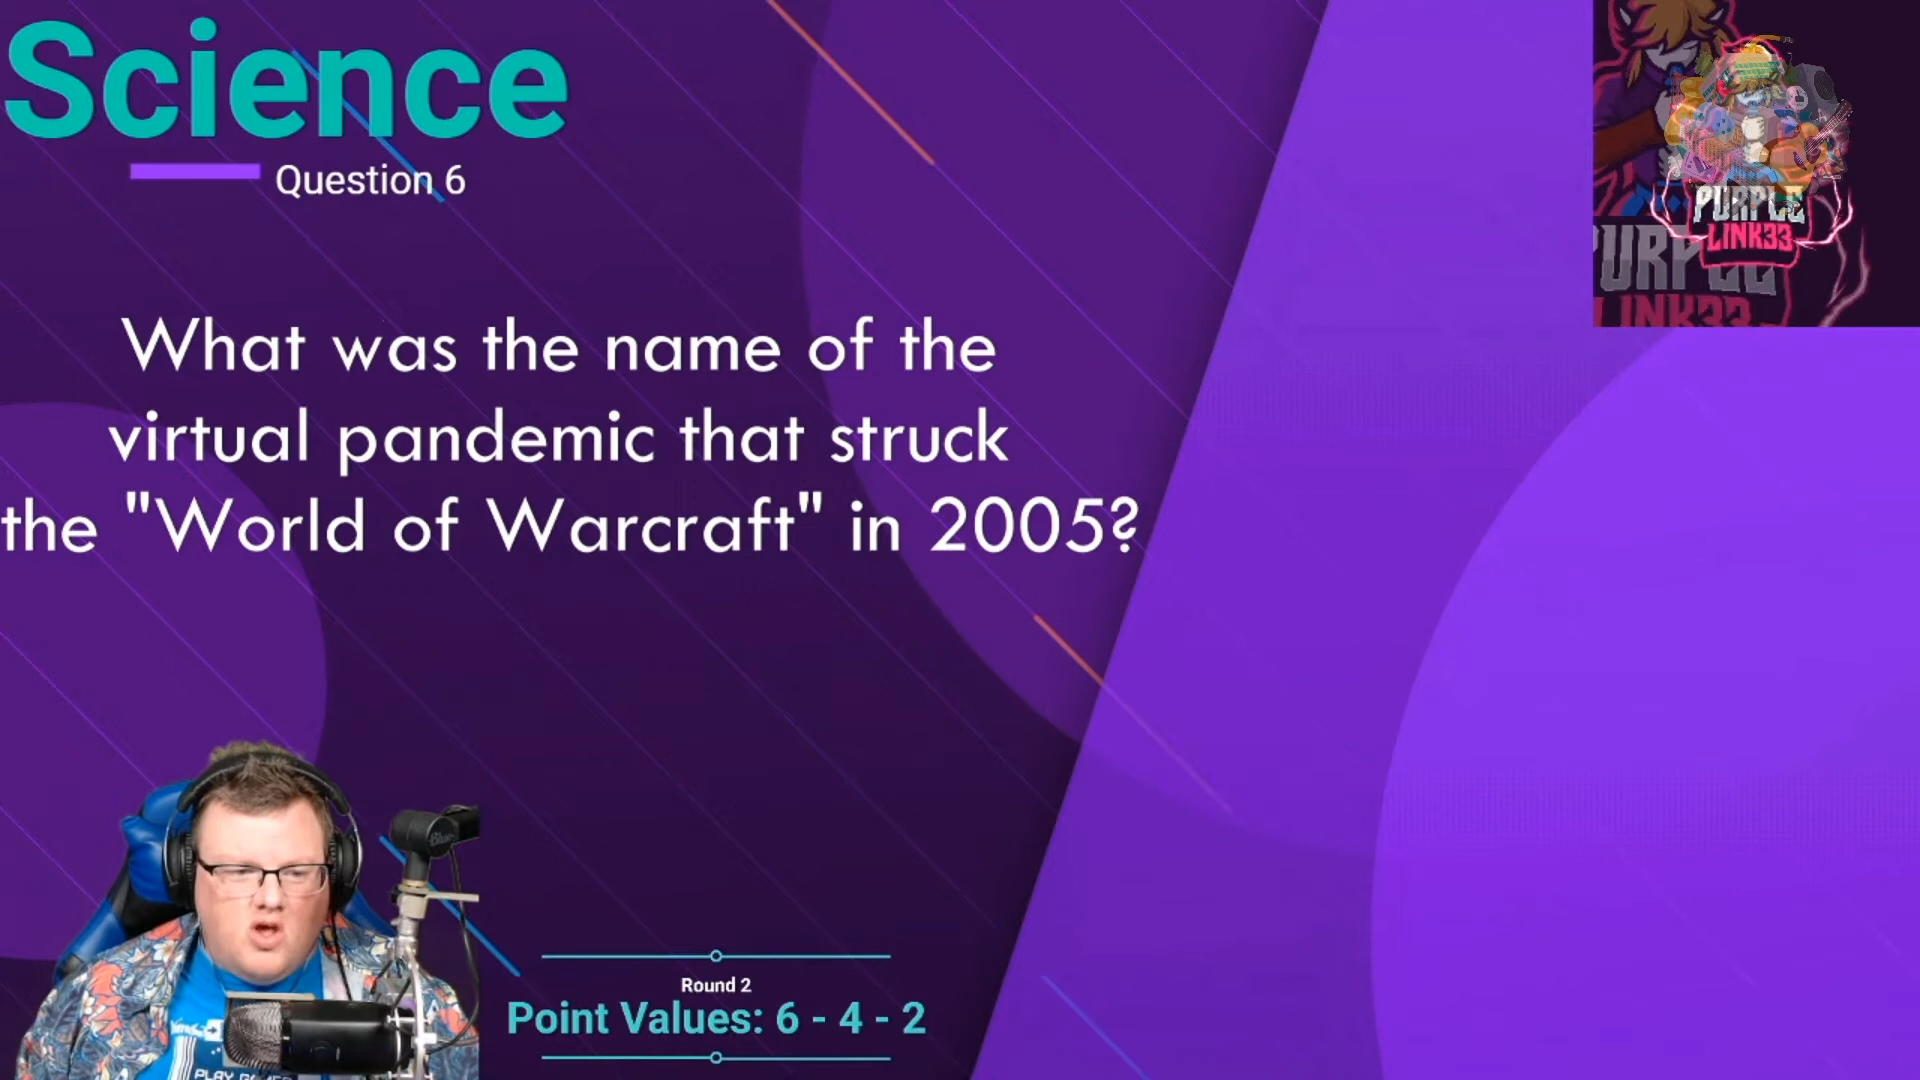 Science
Question 6
What was the name of the
virtual pandemic that struck
the "World of Warcraft" in 2005?
PURPLE
LINK33
Round 2
Point Values: 6 - 4 - 2
Blue